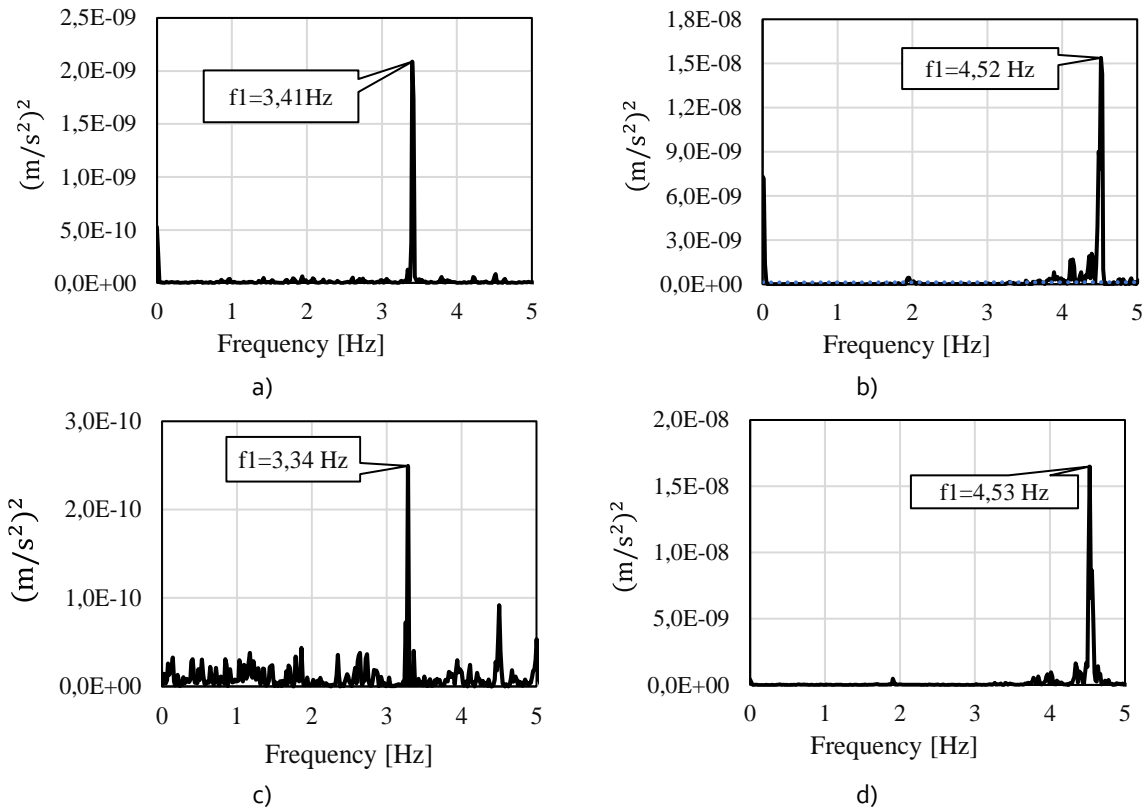 2,5E-09
2,0E-09
1,5E-09
1,0E-09
5,0E-10
0,0E+00
(m/s²)²
f1=3,41Hz
0 1 2 3 4 5
Frequency [Hz]
a)
1,8E-08
1,5E-08
1,2E-08
9,0E-09
6,0E-09
3,0E-09
0,0E+00
(m/s²)²
f1=4,52 Hz
0 1 2 3 4 5
Frequency [Hz]
b)
3,0E-10
2,0E-10
1,0E-10
0,0E+00
(m/s²)²
f1=3,34 Hz
0 1 2 3 4 5
Frequency [Hz]
c)
2,0E-08
1,5E-08
1,0E-08
5,0E-09
0,0E+00
(m/s²)²
f1=4,53 Hz
0 1 2 3 4 5
Frequency [Hz]
d)